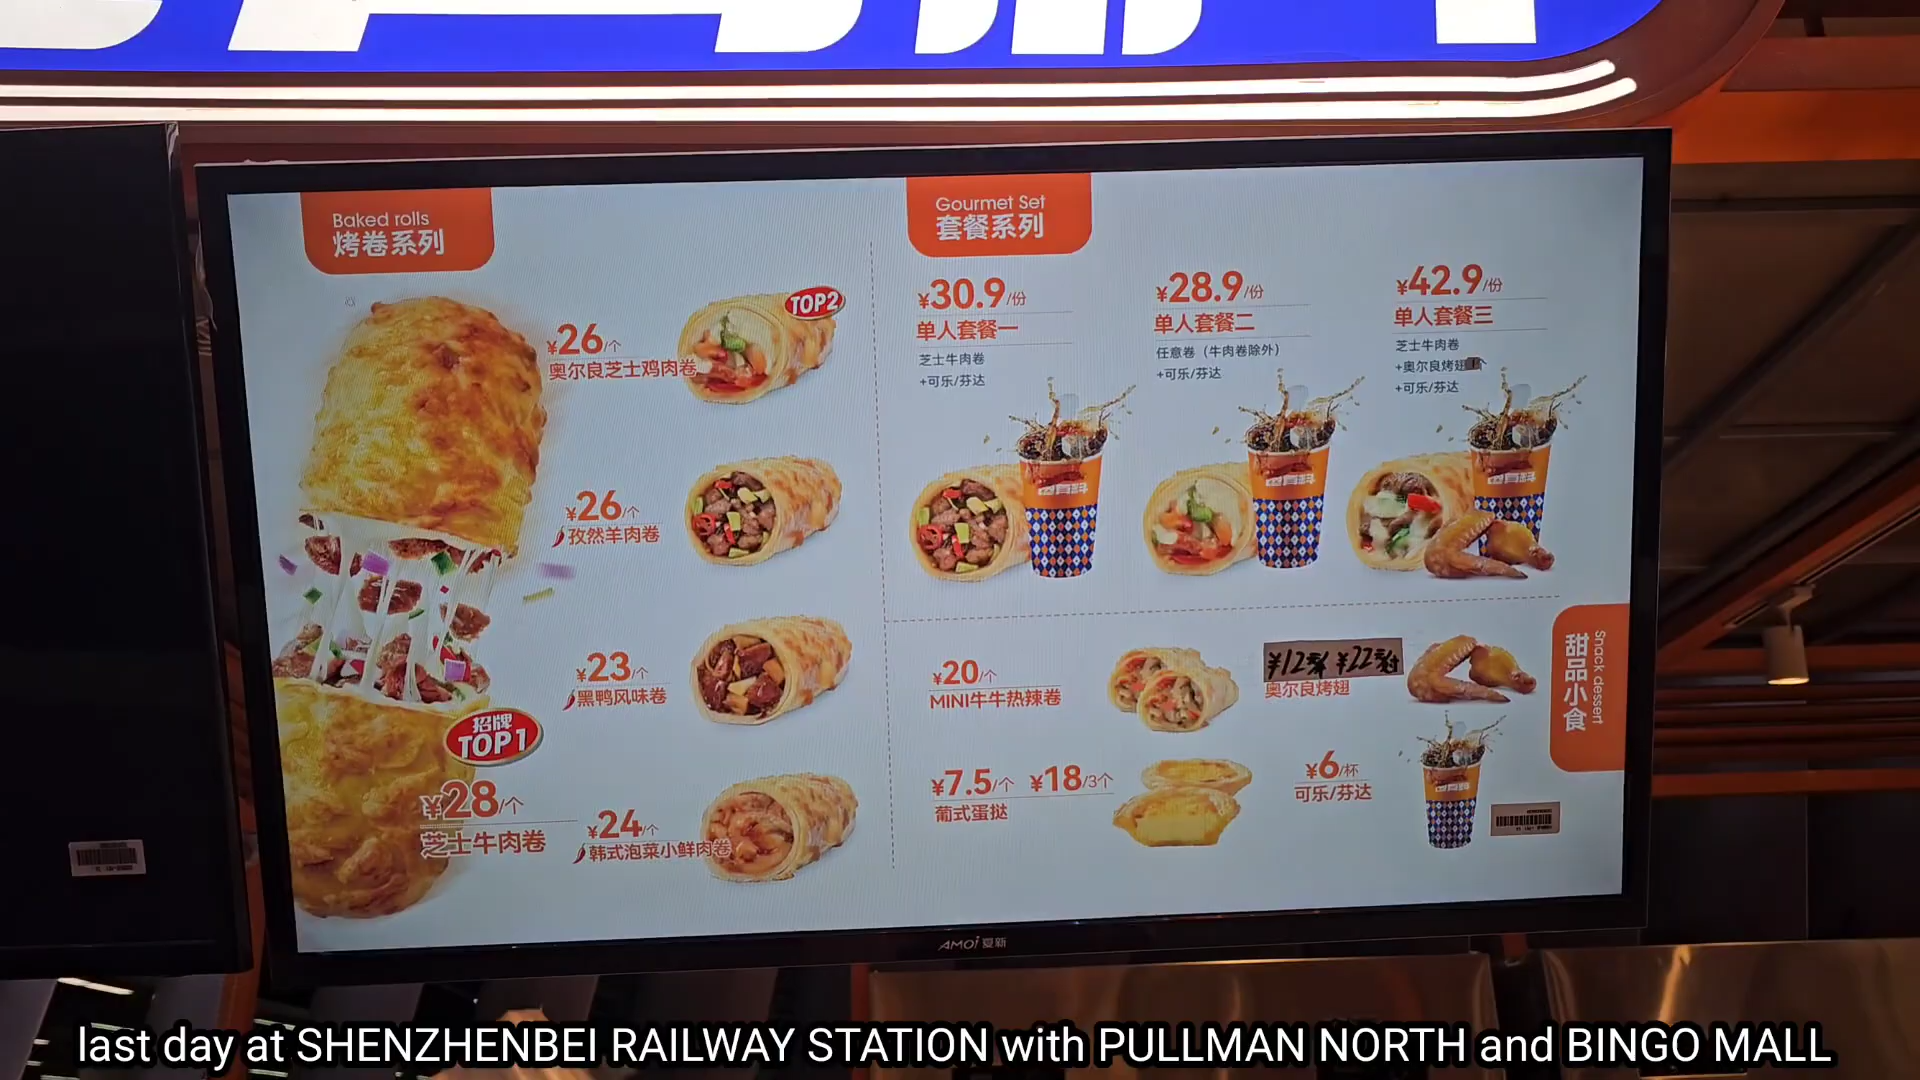 Baked rolls
烤卷系列
¥26/个
奥尔良芝士鸡肉卷
TOP2
¥26/个
孜然羊肉卷
¥23/个
黑鸭风味卷
招牌
TOP1
¥28/个
芝士牛肉卷
¥24/个
韩式泡菜小鲜肉卷
Gourmet Set
套餐系列
¥30.9/份
单人套餐一
芝士牛肉卷
+可乐/芬达
¥28.9/份
单人套餐二
任意卷（牛肉卷除外）
+可乐/芬达
¥42.9/份
单人套餐三
芝士牛肉卷
+奥尔良烤翅
+可乐/芬达
¥20/个
MINI牛牛热辣卷
¥12 ¥22
奥尔良烤翅
¥7.5/个 ¥18/3个
葡式蛋挞
¥6/杯
可乐/芬达
Snack dessert
甜品小食
AMOI 夏新
last day at SHENZHENBEI RAILWAY STATION with PULLMAN NORTH and BINGO MALL